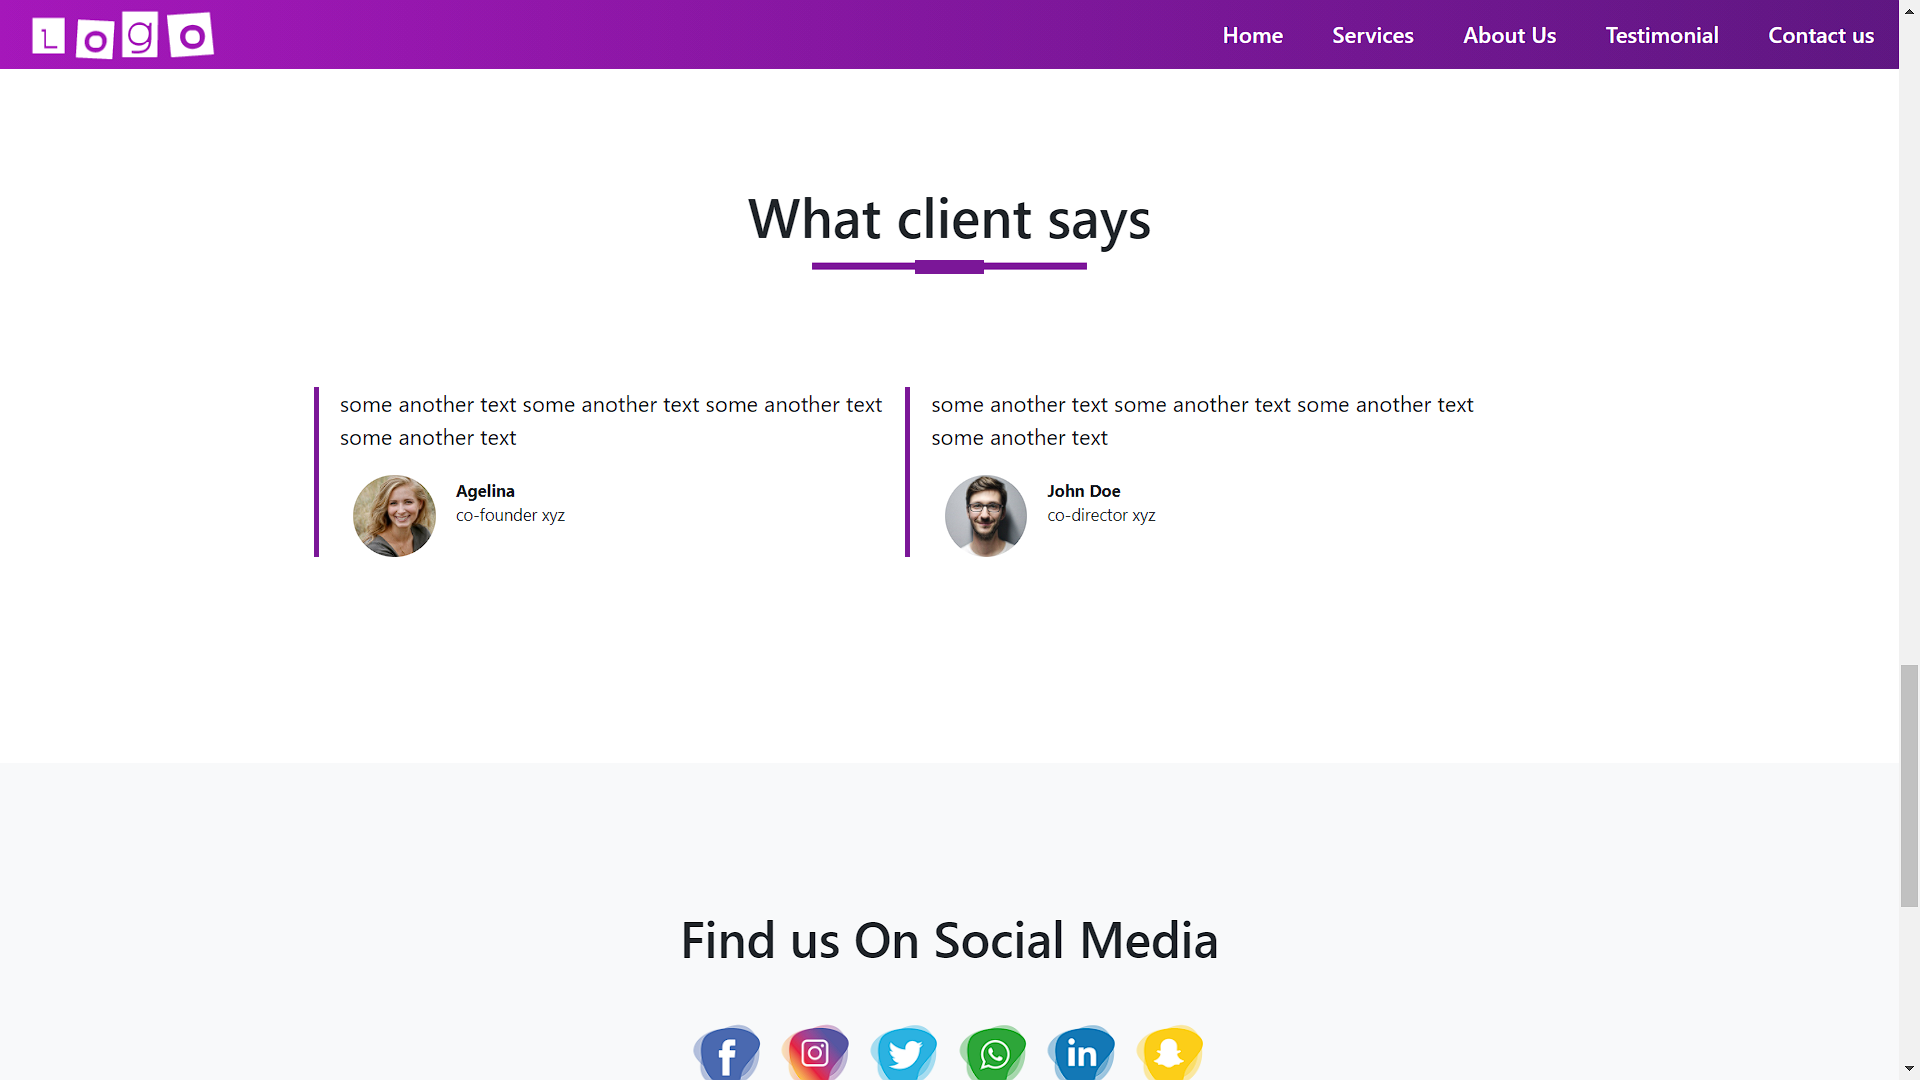 Logo
Home Services About Us Testimonial Contact us
What client says
some another text some another text some another text
some another text
Agelina
co-founder xyz
some another text some another text some another text
some another text
John Doe
co-director xyz
Find us On Social Media
f
in